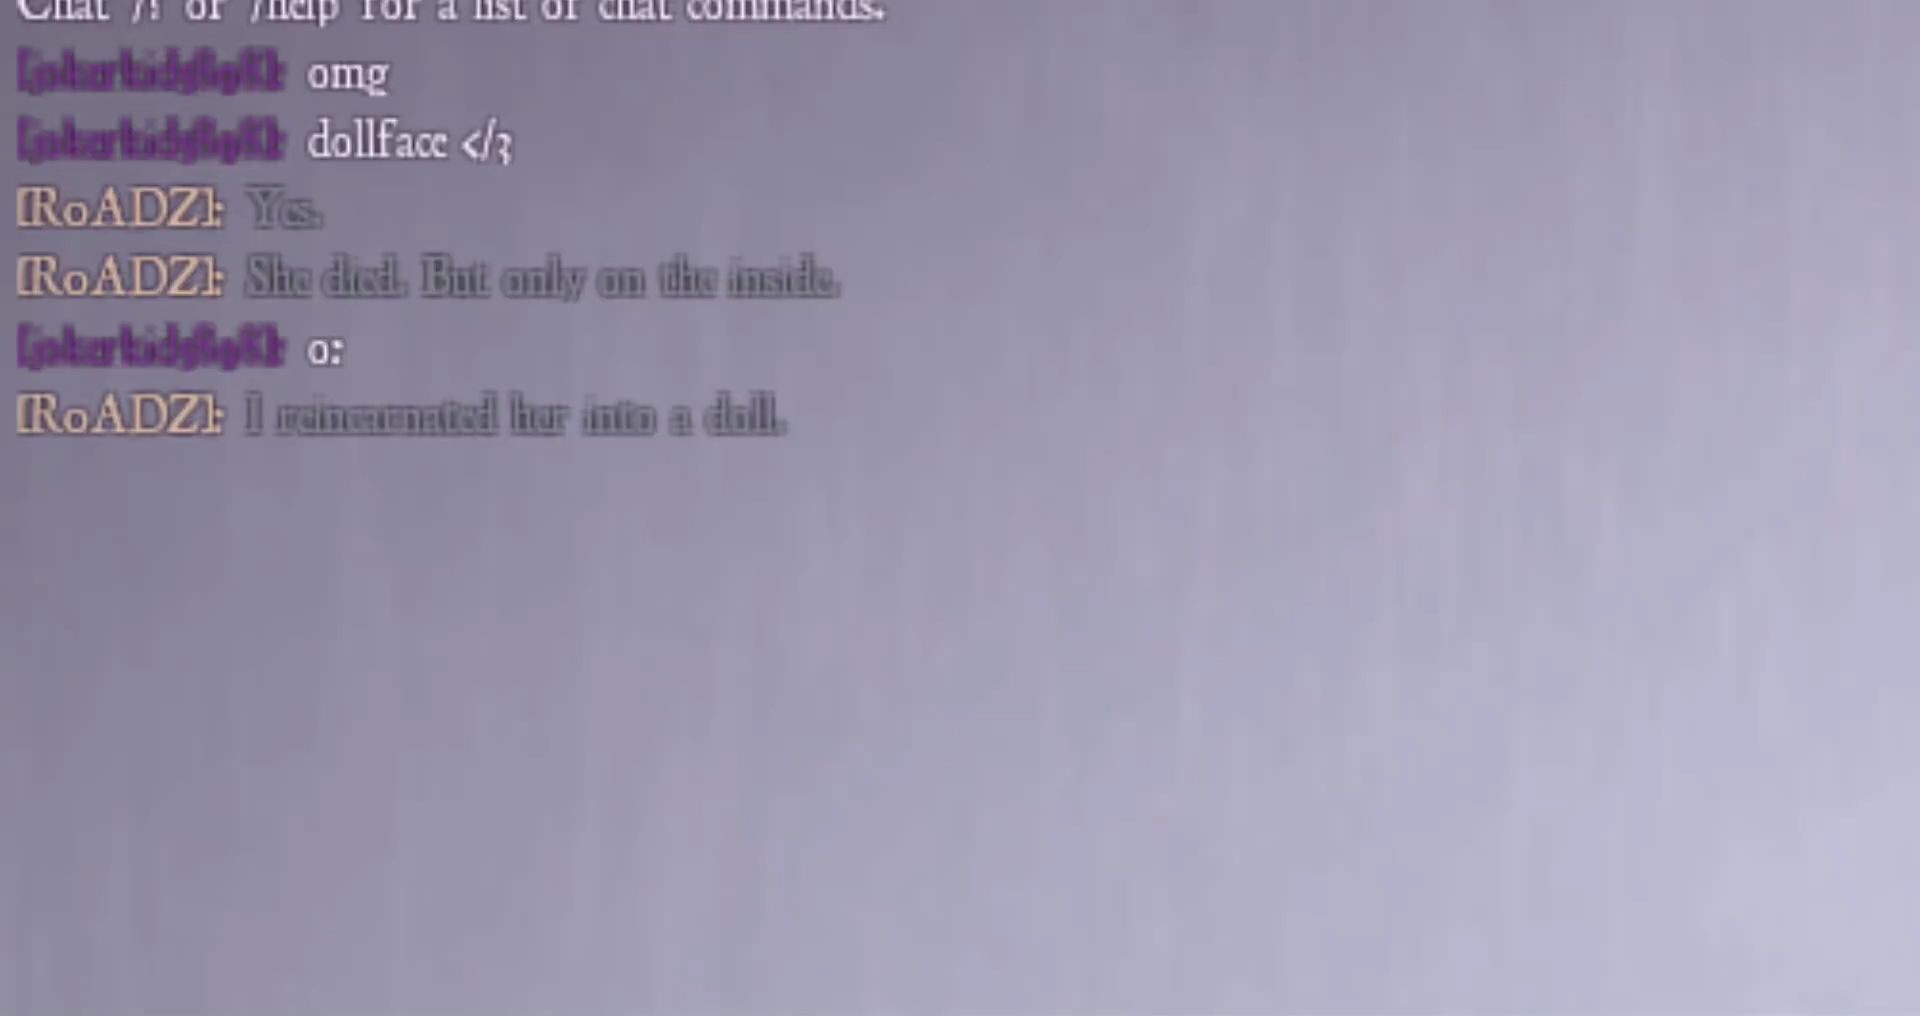 Chat '/?' or '/help' for a list of chat commands.
omg
dollface </3
[RoADZ]: Yes.
[RoADZ]: She died. But only on the inside.
o:
[RoADZ]: I reincarnated her into a doll.